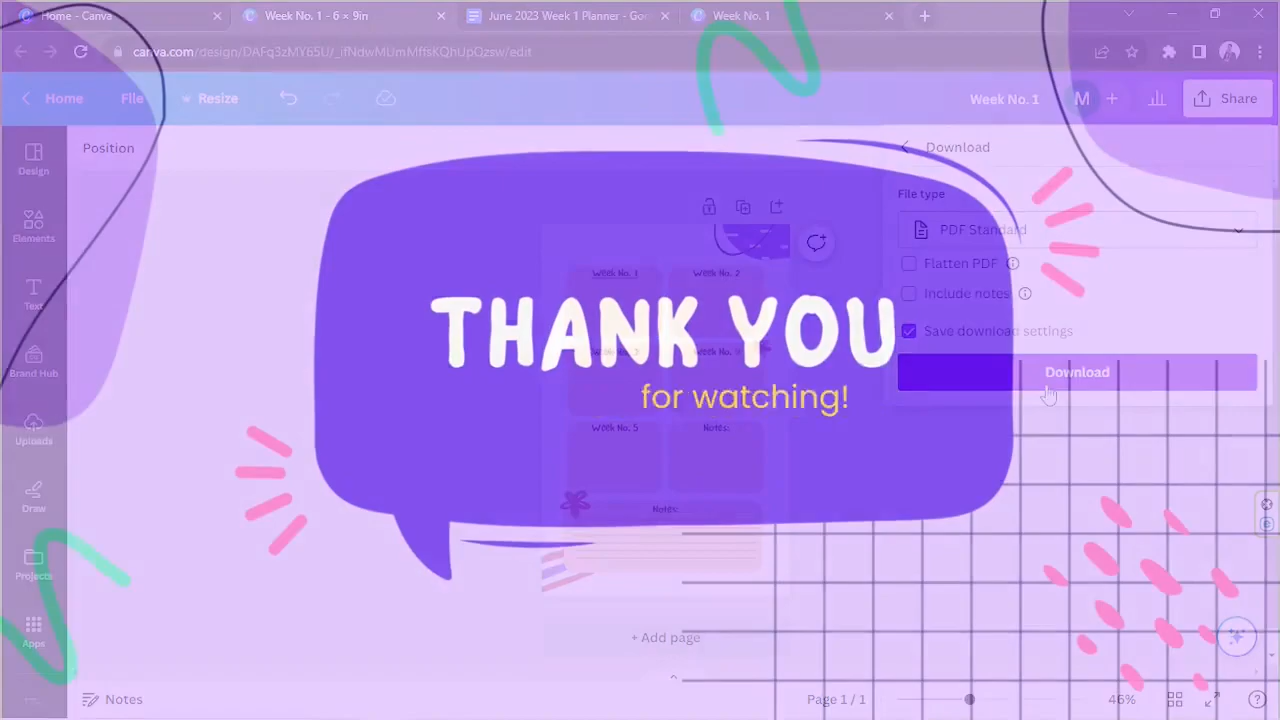 Home - Canva
Week No. 1 - 6 × 9in
June 2023 Week 1 Planner - Goo
Week No. 1
canva.com/design/DAFq3zMY65U/_ifNdwMUmMffsKQhUpQzsw/edit
Home
File
Resize
Week No. 1
M
Share
Design
Elements
Text
Brand Hub
Uploads
Draw
Projects
Apps
Position
Download
File type
PDF Standard
Flatten PDF
Include notes
Save download settings
Download
Week No. 1
Week No. 2
THANK YOU
for watching!
Week No. 5
Notes:
Notes:
+ Add page
Notes
Page 1 / 1
46%